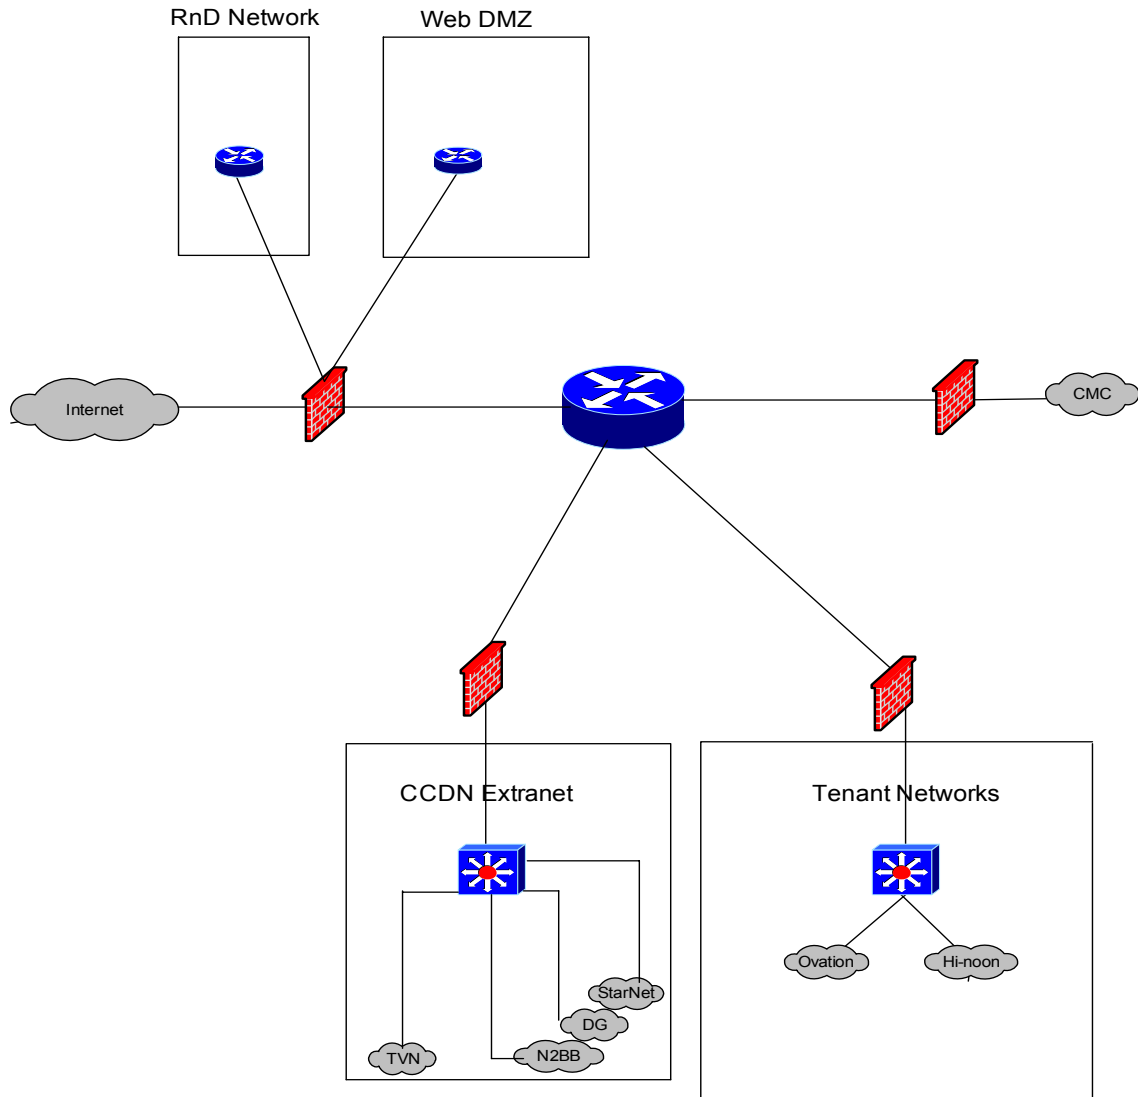 RnD Network
Web DMZ
Internet
CMC
CCDN Extranet
Tenant Networks
Ovation
Hi-noon
StarNet
DG
N2BB
TVN